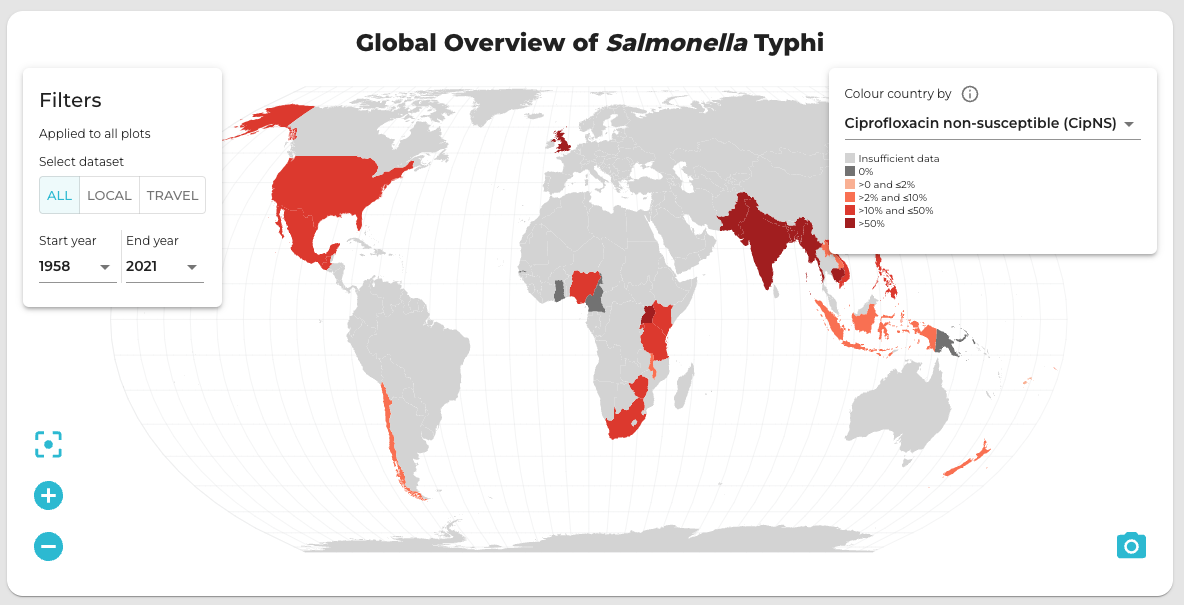 Global Overview of Salmonella Typhi
Filters
Applied to all plots
Select dataset
ALL LOCAL TRAVEL
Start year End year
1958 2021
Colour country by
Ciprofloxacin non-susceptible (CipNS)
Insufficient data
0%
>0 and ≤2%
>2% and ≤10%
>10% and ≤50%
>50%